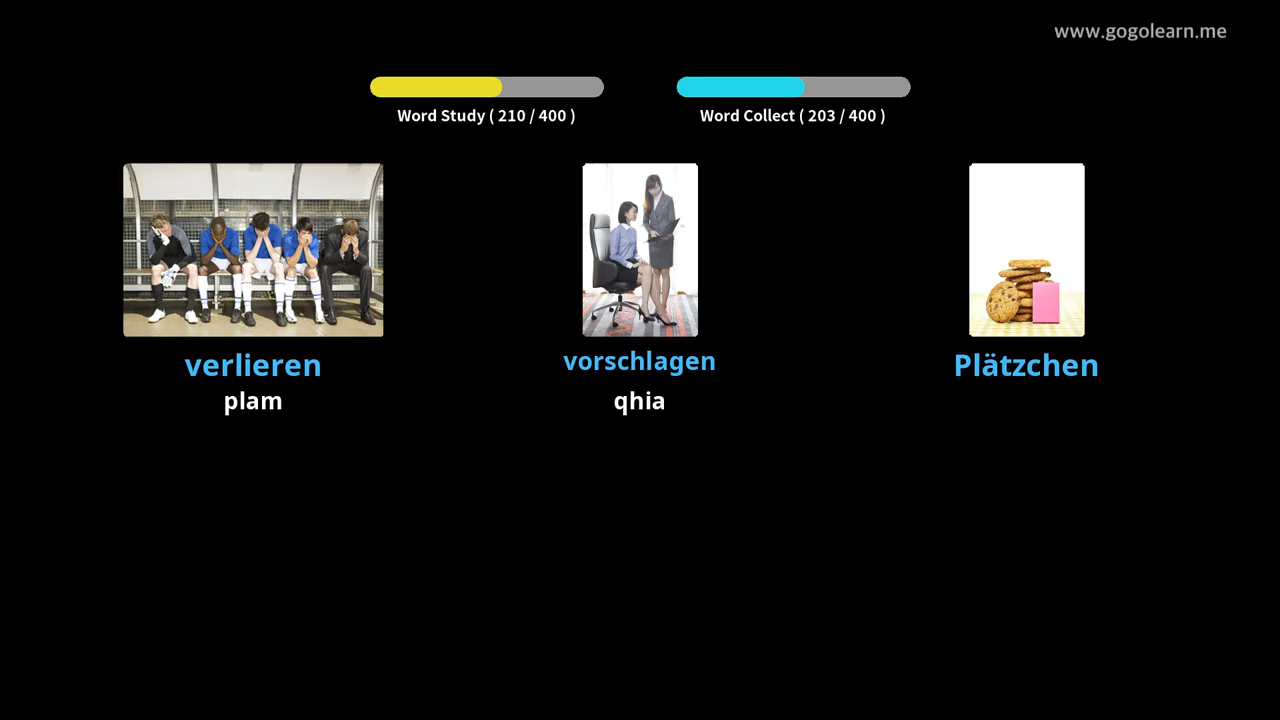 www.gogolearn.me
Word Study ( 210 / 400 )
Word Collect ( 203 / 400 )
verlieren
plam
vorschlagen
qhia
Plätzchen